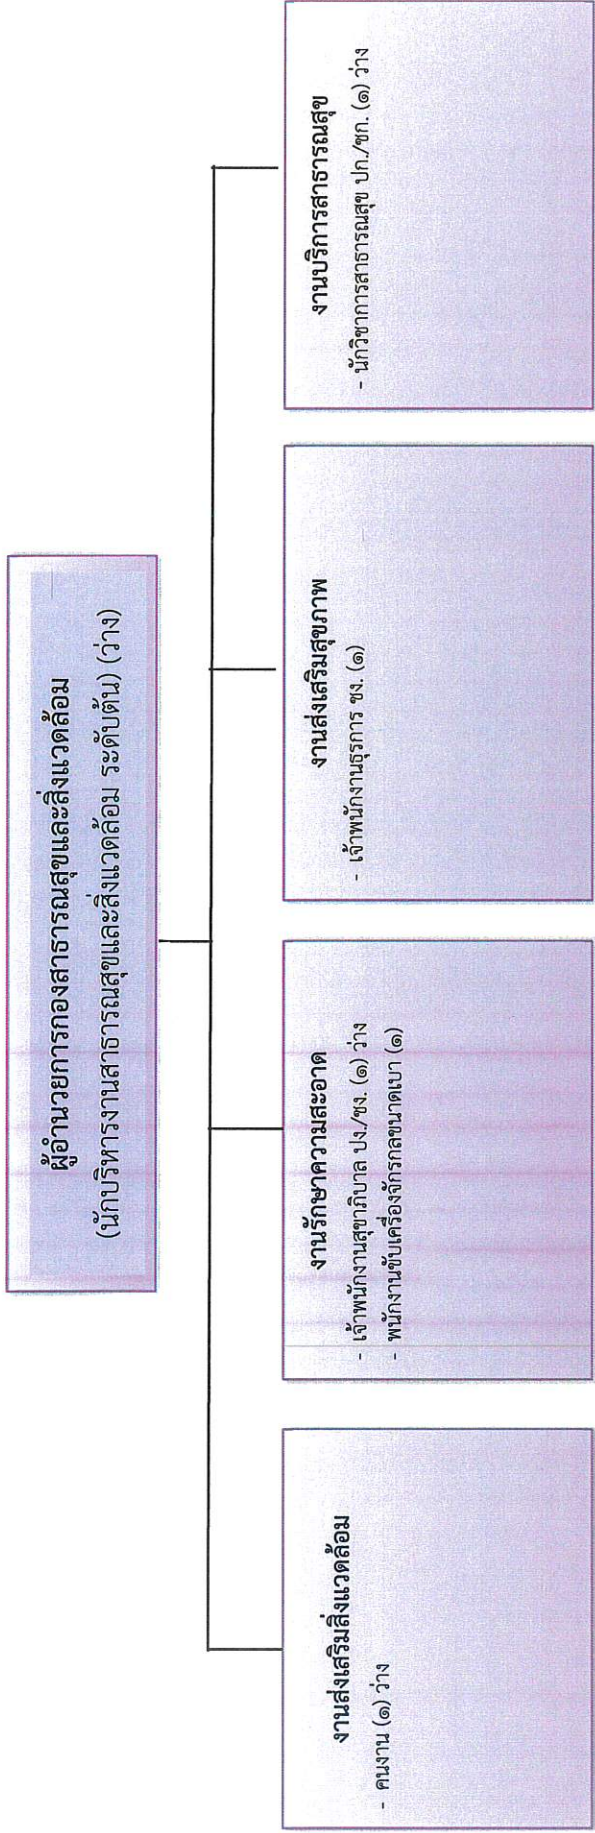 ผู้อำนวยการกองสาธารณสุขและสิ่งแวดล้อม
(นักบริหารงานสาธารณสุขและสิ่งแวดล้อม ระดับต้น) (ว่าง)
งานส่งเสริมสิ่งแวดล้อม
- คนงาน (๑) ว่าง
งานรักษาความสะอาด
- เจ้าพนักงานสุขาภิบาล ปง./ชง. (๑) ว่าง
- พนักงานขับเครื่องจักรกลขนาดเบา (๑)
งานส่งเสริมสุขภาพ
- เจ้าพนักงานธุรการ ชง. (๑)
งานบริการสาธารณสุข
- นักวิชาการสาธารณสุข ปก./ชก. (๑) ว่าง